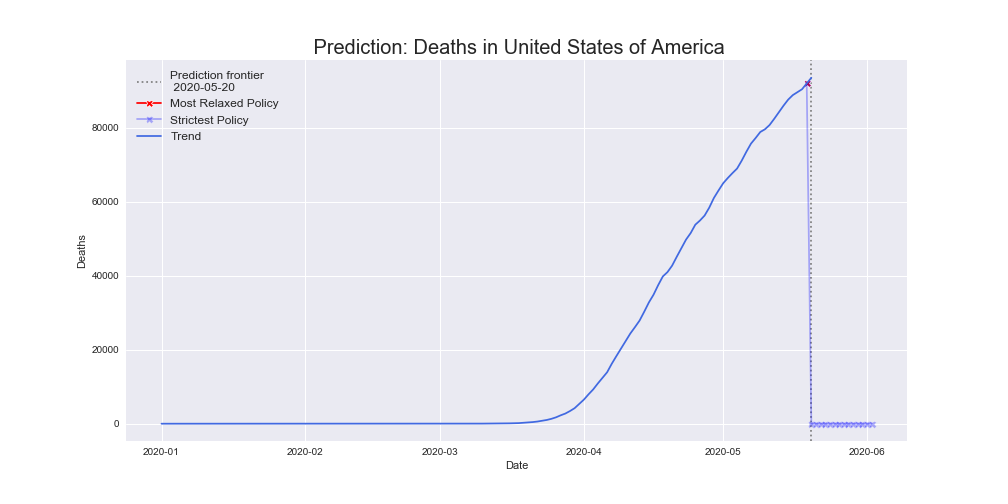 Prediction: Deaths in United States of America
Prediction frontier
2020-05-20
Most Relaxed Policy
Strictest Policy
Trend
Deaths
80000
60000
40000
20000
0
2020-01
2020-02
2020-03
2020-04
2020-05
2020-06
Date